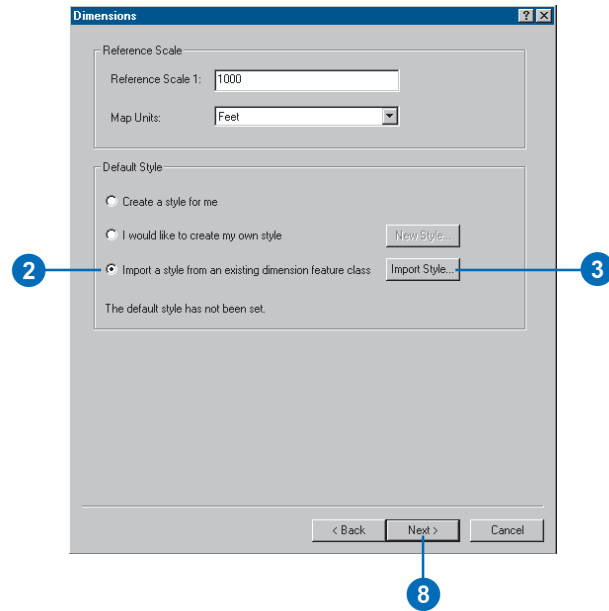 Dimensions
Reference Scale
Reference Scale 1: 1000
Map Units: Feet
Default Style
Create a style for me
I would like to create my own style New Style...
2 Import a style from an existing dimension feature class Import Style... 3
The default style has not been set.
< Back Next > Cancel
8